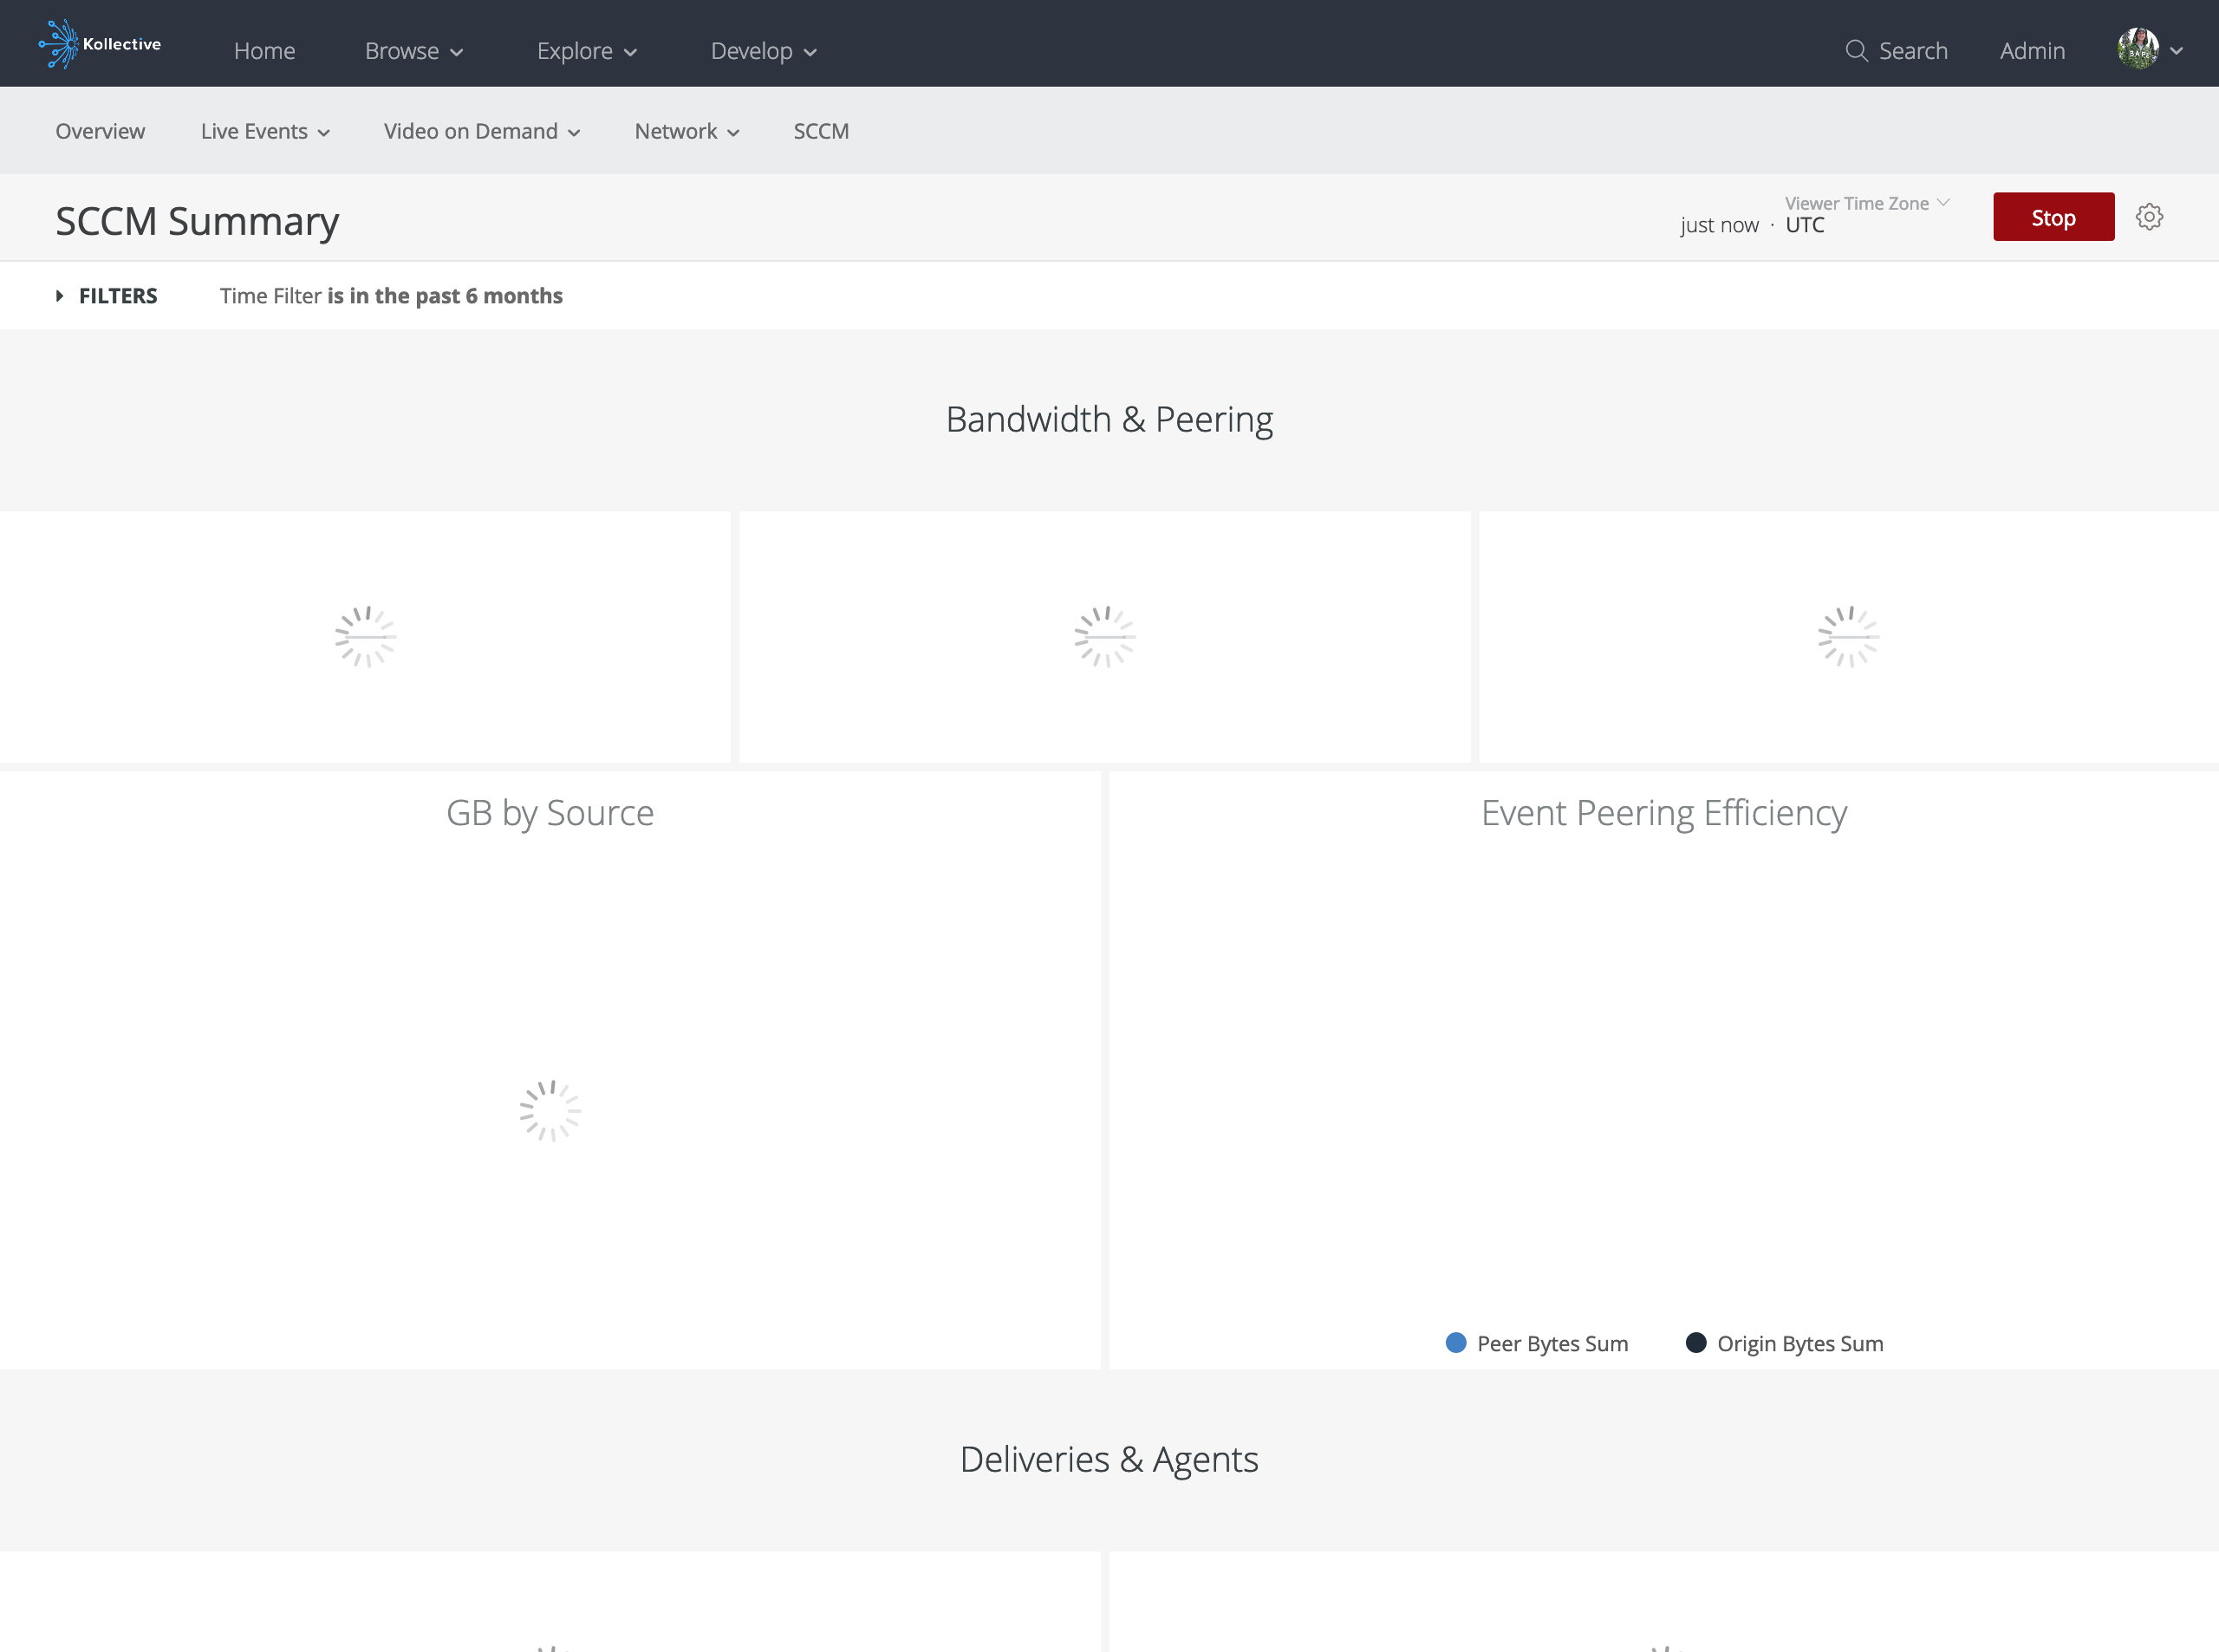 Kollective Home Browse Explore Develop Search Admin
Overview Live Events Video on Demand Network SCCM
SCCM Summary
Viewer Time Zone
just now · UTC
Stop
FILTERS Time Filter is in the past 6 months
Bandwidth & Peering
GB by Source
Event Peering Efficiency
Peer Bytes Sum Origin Bytes Sum
Deliveries & Agents